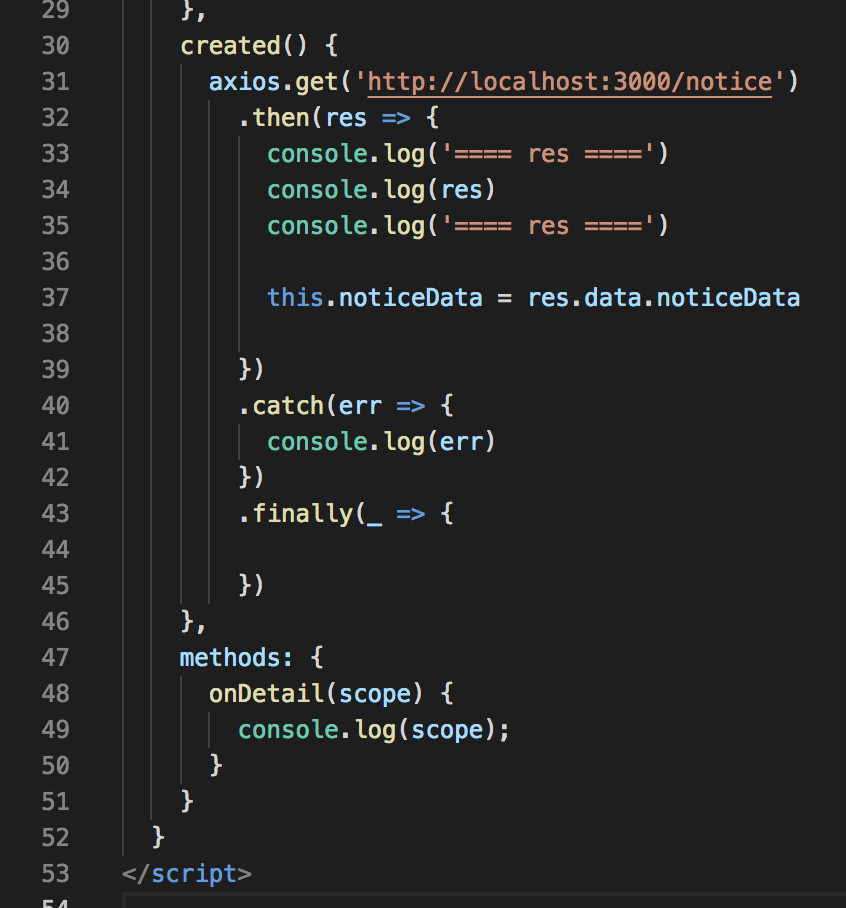 29 },
30 created() {
31 axios.get('http://localhost:3000/notice')
32 .then(res => {
33 console.log('==== res ====')
34 console.log(res)
35 console.log('==== res ====')
36
37 this.noticeData = res.data.noticeData
38
39 })
40 .catch(err => {
41 console.log(err)
42 })
43 .finally(_ => {
44
45 })
46 },
47 methods: {
48 onDetail(scope) {
49 console.log(scope);
50 }
51 }
52 }
53 </script>
54